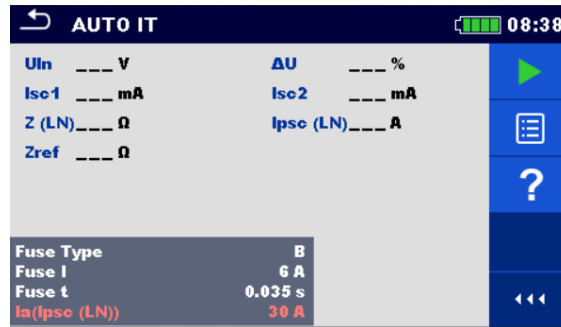 AUTO IT 08:38
Uln ___ V ΔU ___ %
Isc1 ___ mA Isc2 ___ mA
Z (LN) ___ Ω Ipsc (LN) ___ A
Zref ___ Ω
?
Fuse Type B
Fuse I 6 A
Fuse t 0.035 s
Ia(Ipsc (LN)) 30 A